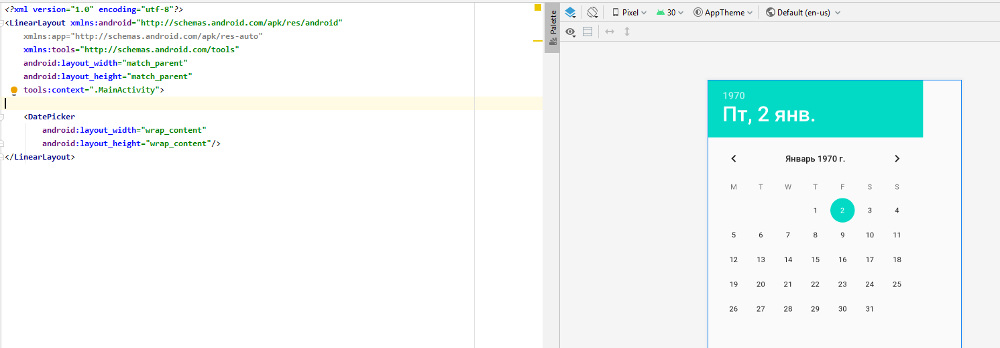 <?xml version="1.0" encoding="utf-8"?>
<LinearLayout xmlns:android="http://schemas.android.com/apk/res/android"
xmlns:app="http://schemas.android.com/apk/res-auto"
xmlns:tools="http://schemas.android.com/tools"
android:layout_width="match_parent"
android:layout_height="match_parent"
tools:context=".MainActivity">
<DatePicker
android:layout_width="wrap_content"
android:layout_height="wrap_content"/>
</LinearLayout>
Palette
Pixel 30 AppTheme Default (en-us)
1970
Пт, 2 янв.
Январь 1970 г.
M T W T F S S
1 2 3 4
5 6 7 8 9 10 11
12 13 14 15 16 17 18
19 20 21 22 23 24 25
26 27 28 29 30 31